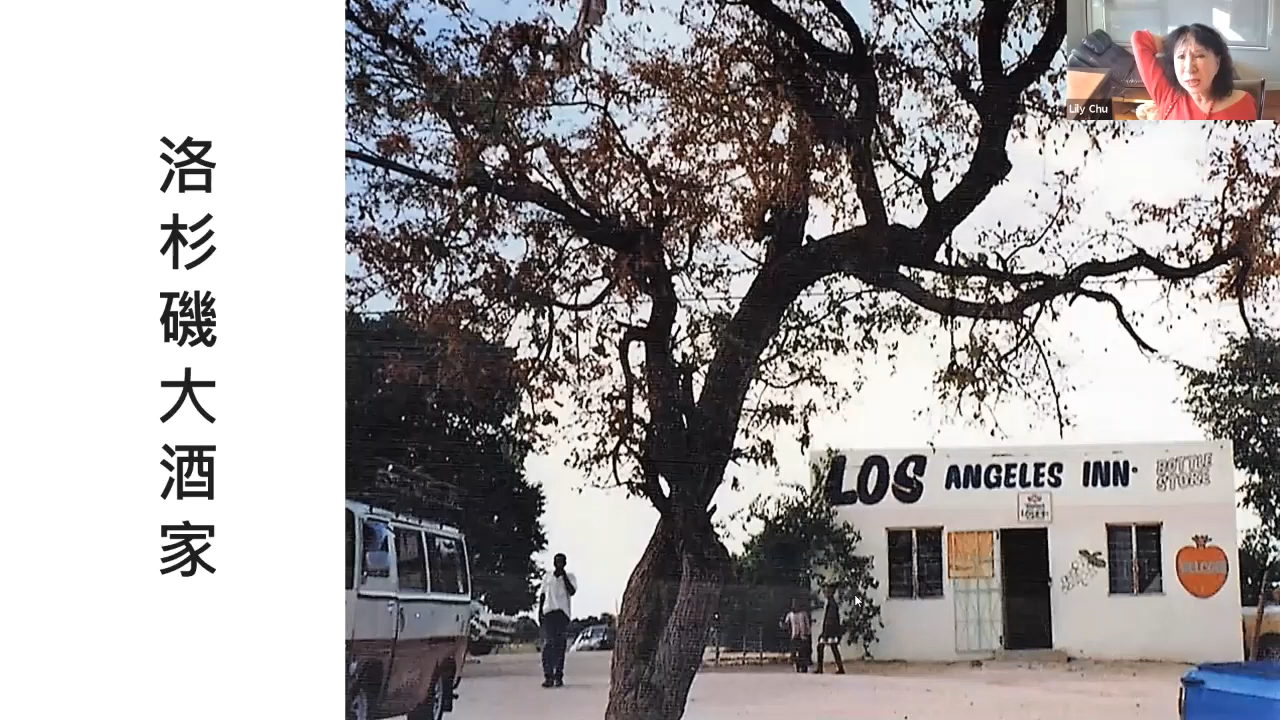 洛杉磯大酒家
LOS ANGELES INN·
BOTTLE
STORE
WELCOME
Lily Chu